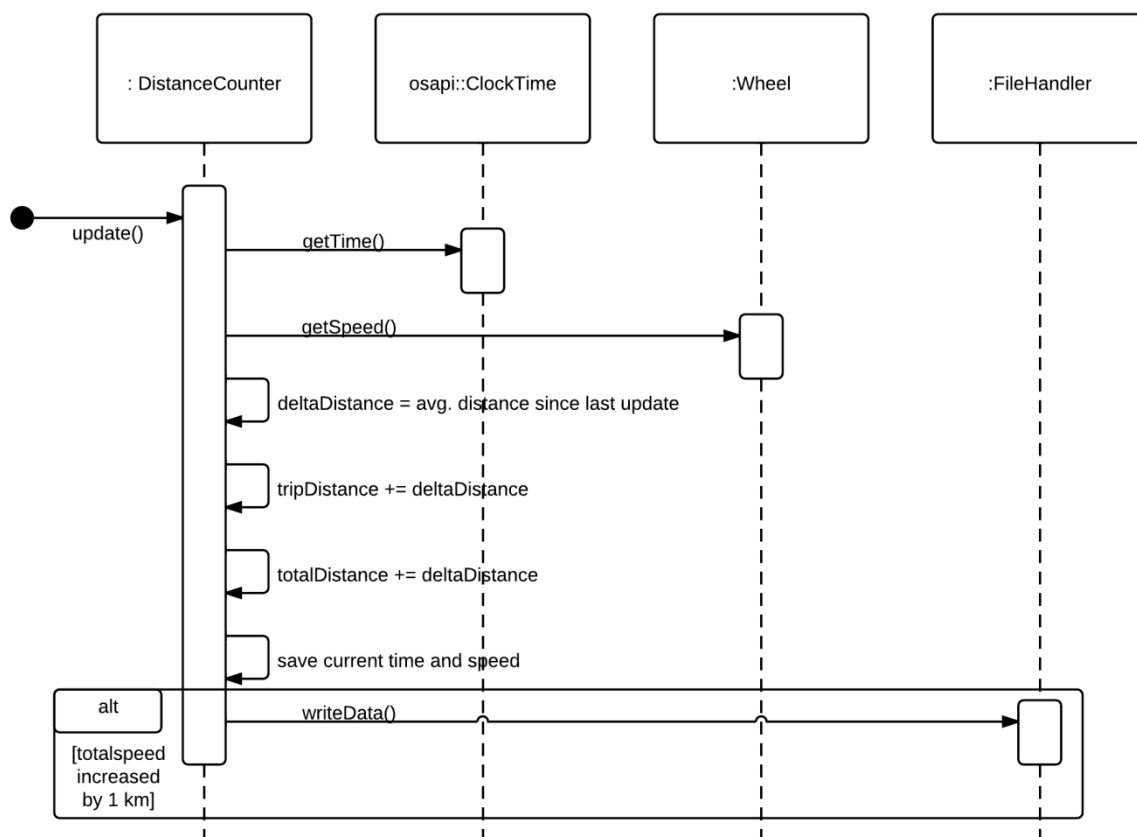 : DistanceCounter
osapi::ClockTime
:Wheel
:FileHandler
update()
getTime()
getSpeed()
deltaDistance = avg. distance since last update
tripDistance += deltaDistance
totalDistance += deltaDistance
save current time and speed
alt
writeData()
[totalspeed
increased
by 1 km]